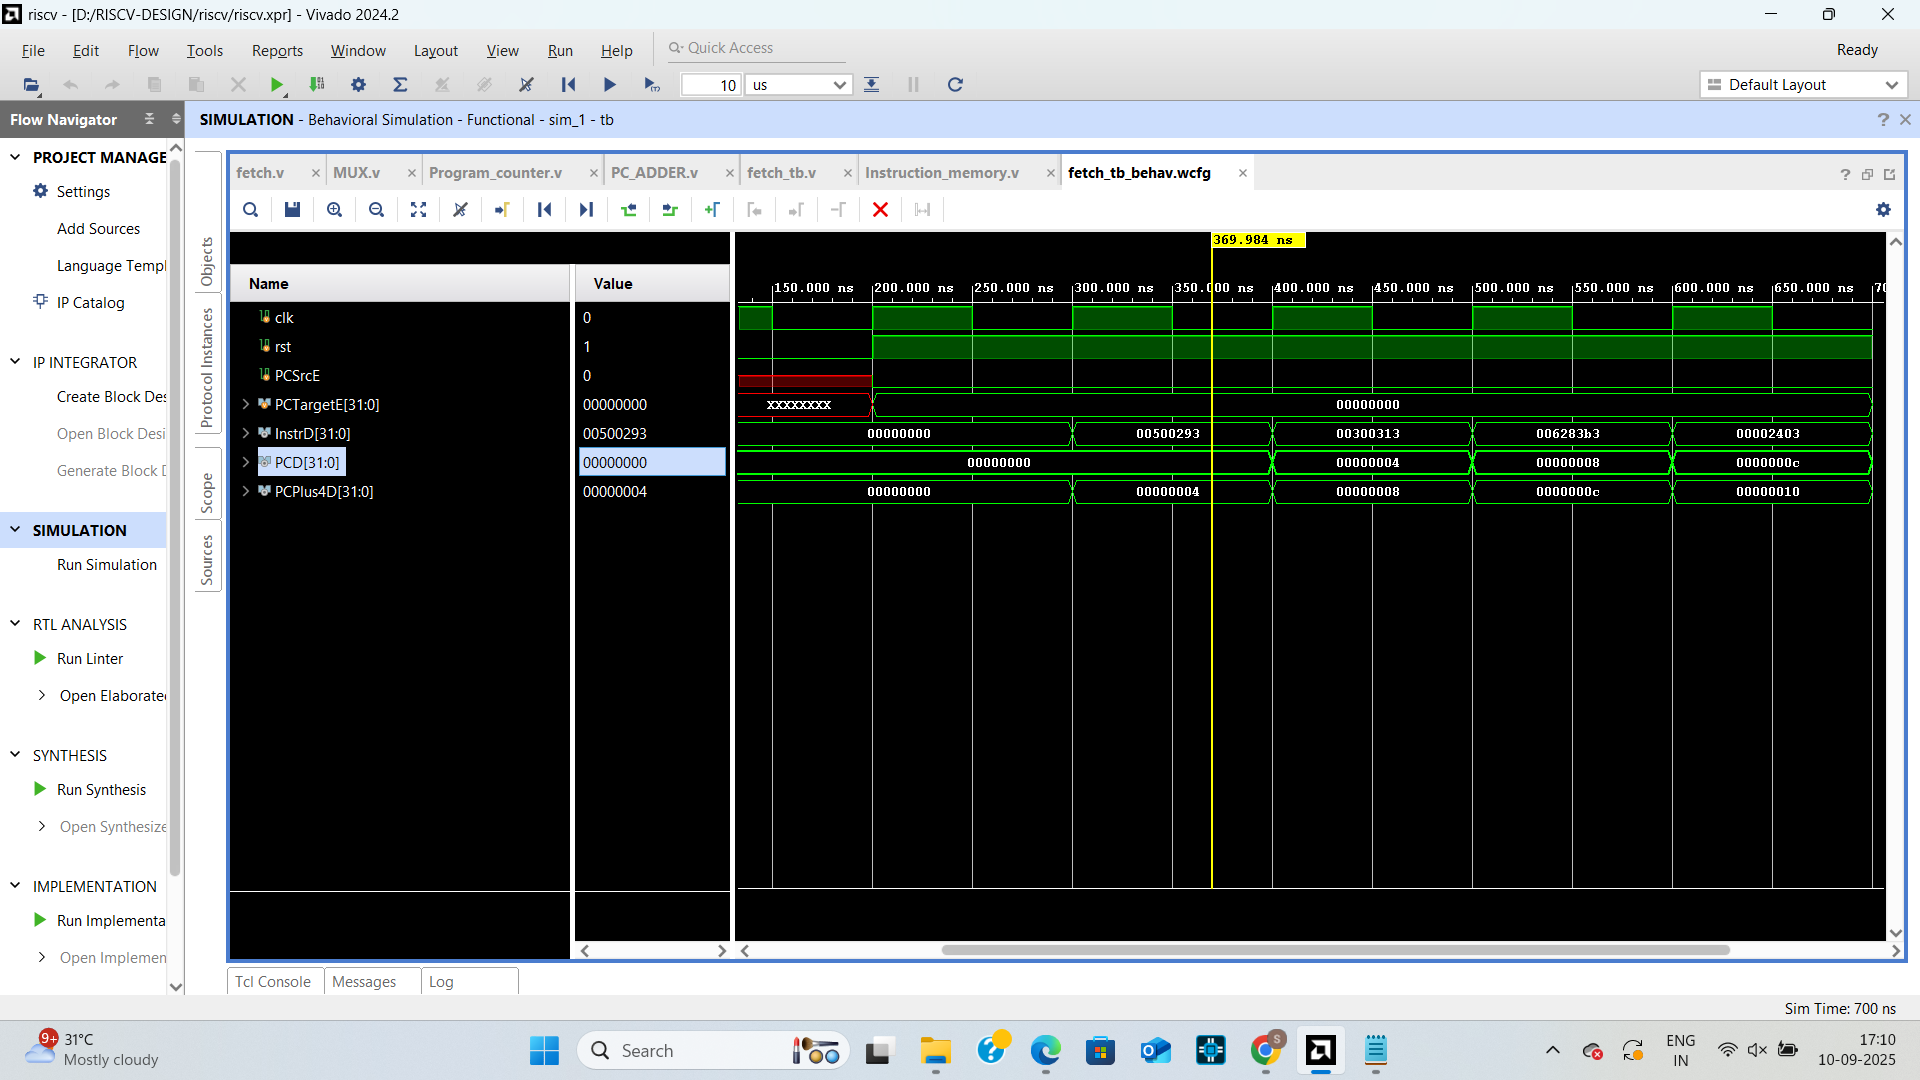 riscv - [D:/RISCV-DESIGN/riscv/riscv.xpr] - Vivado 2024.2
File Edit Flow Tools Reports Window Layout View Run Help Quick Access Ready
10 us Default Layout
Flow Navigator
SIMULATION - Behavioral Simulation - Functional - sim_1 - tb
PROJECT MANAGE
Settings
Add Sources
Language Templ
IP Catalog
IP INTEGRATOR
Create Block Des
Open Block Desi
Generate Block D
SIMULATION
Run Simulation
RTL ANALYSIS
Run Linter
Open Elaborate
SYNTHESIS
Run Synthesis
Open Synthesize
IMPLEMENTATION
Run Implementa
Open Implemen
Objects
Protocol Instances
Scope
Sources
fetch.v MUX.v Program_counter.v PC_ADDER.v fetch_tb.v Instruction_memory.v fetch_tb_behav.wcfg
369.984 ns
Name Value
150.000 ns 200.000 ns 250.000 ns 300.000 ns 350.000 ns 400.000 ns 450.000 ns 500.000 ns 550.000 ns 600.000 ns 650.000 ns 70
clk 0
rst 1
PCSrcE 0
PCTargetE[31:0] 00000000 XXXXXXXX 00000000
InstrD[31:0] 00500293 00000000 00500293 00300313 006283b3 00002403
PCD[31:0] 00000000 00000000 00000004 00000008 0000000c
PCPlus4D[31:0] 00000004 00000000 00000004 00000008 0000000c 00000010
Tcl Console Messages Log
Sim Time: 700 ns
9+
31°C
Mostly cloudy
Search
S
ENG
IN
17:10
10-09-2025